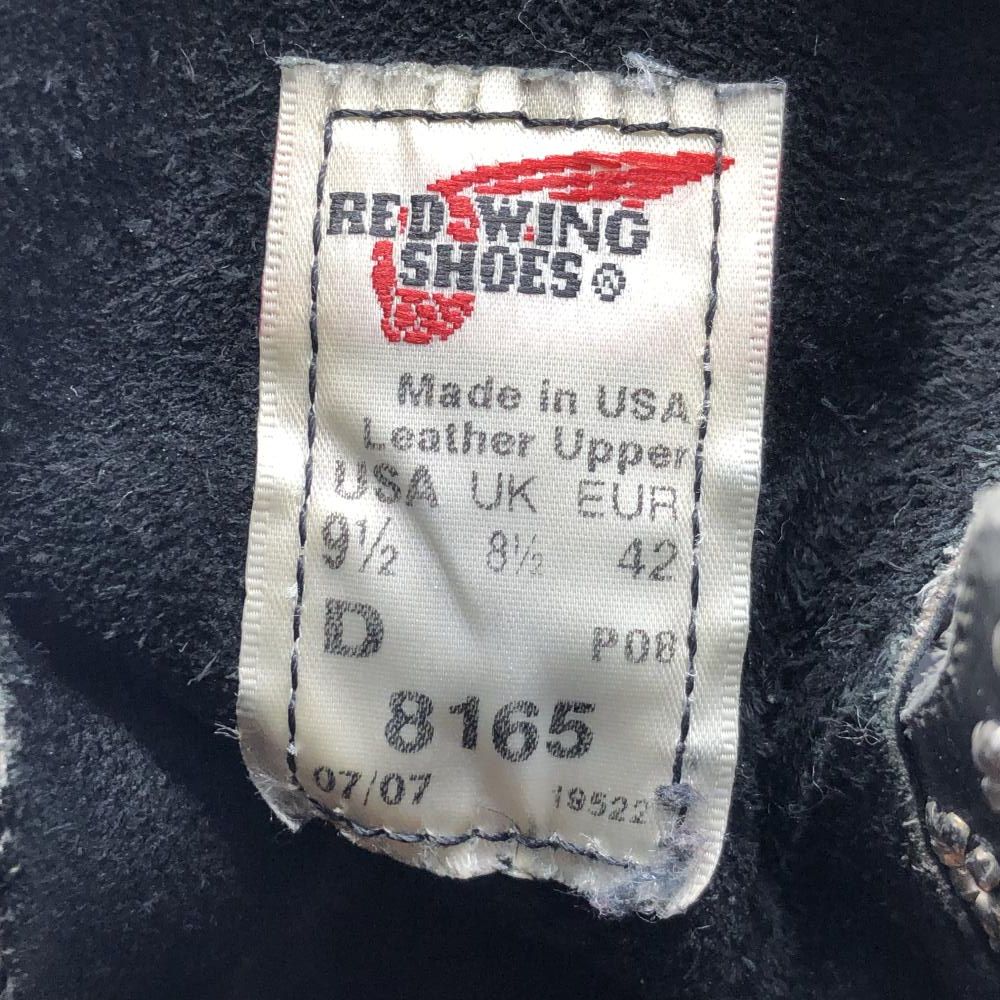 RED WING
SHOES®
Made in USA
Leather Upper
USA UK EUR
9½ 8½ 42
D P08
8165
07/07 19522